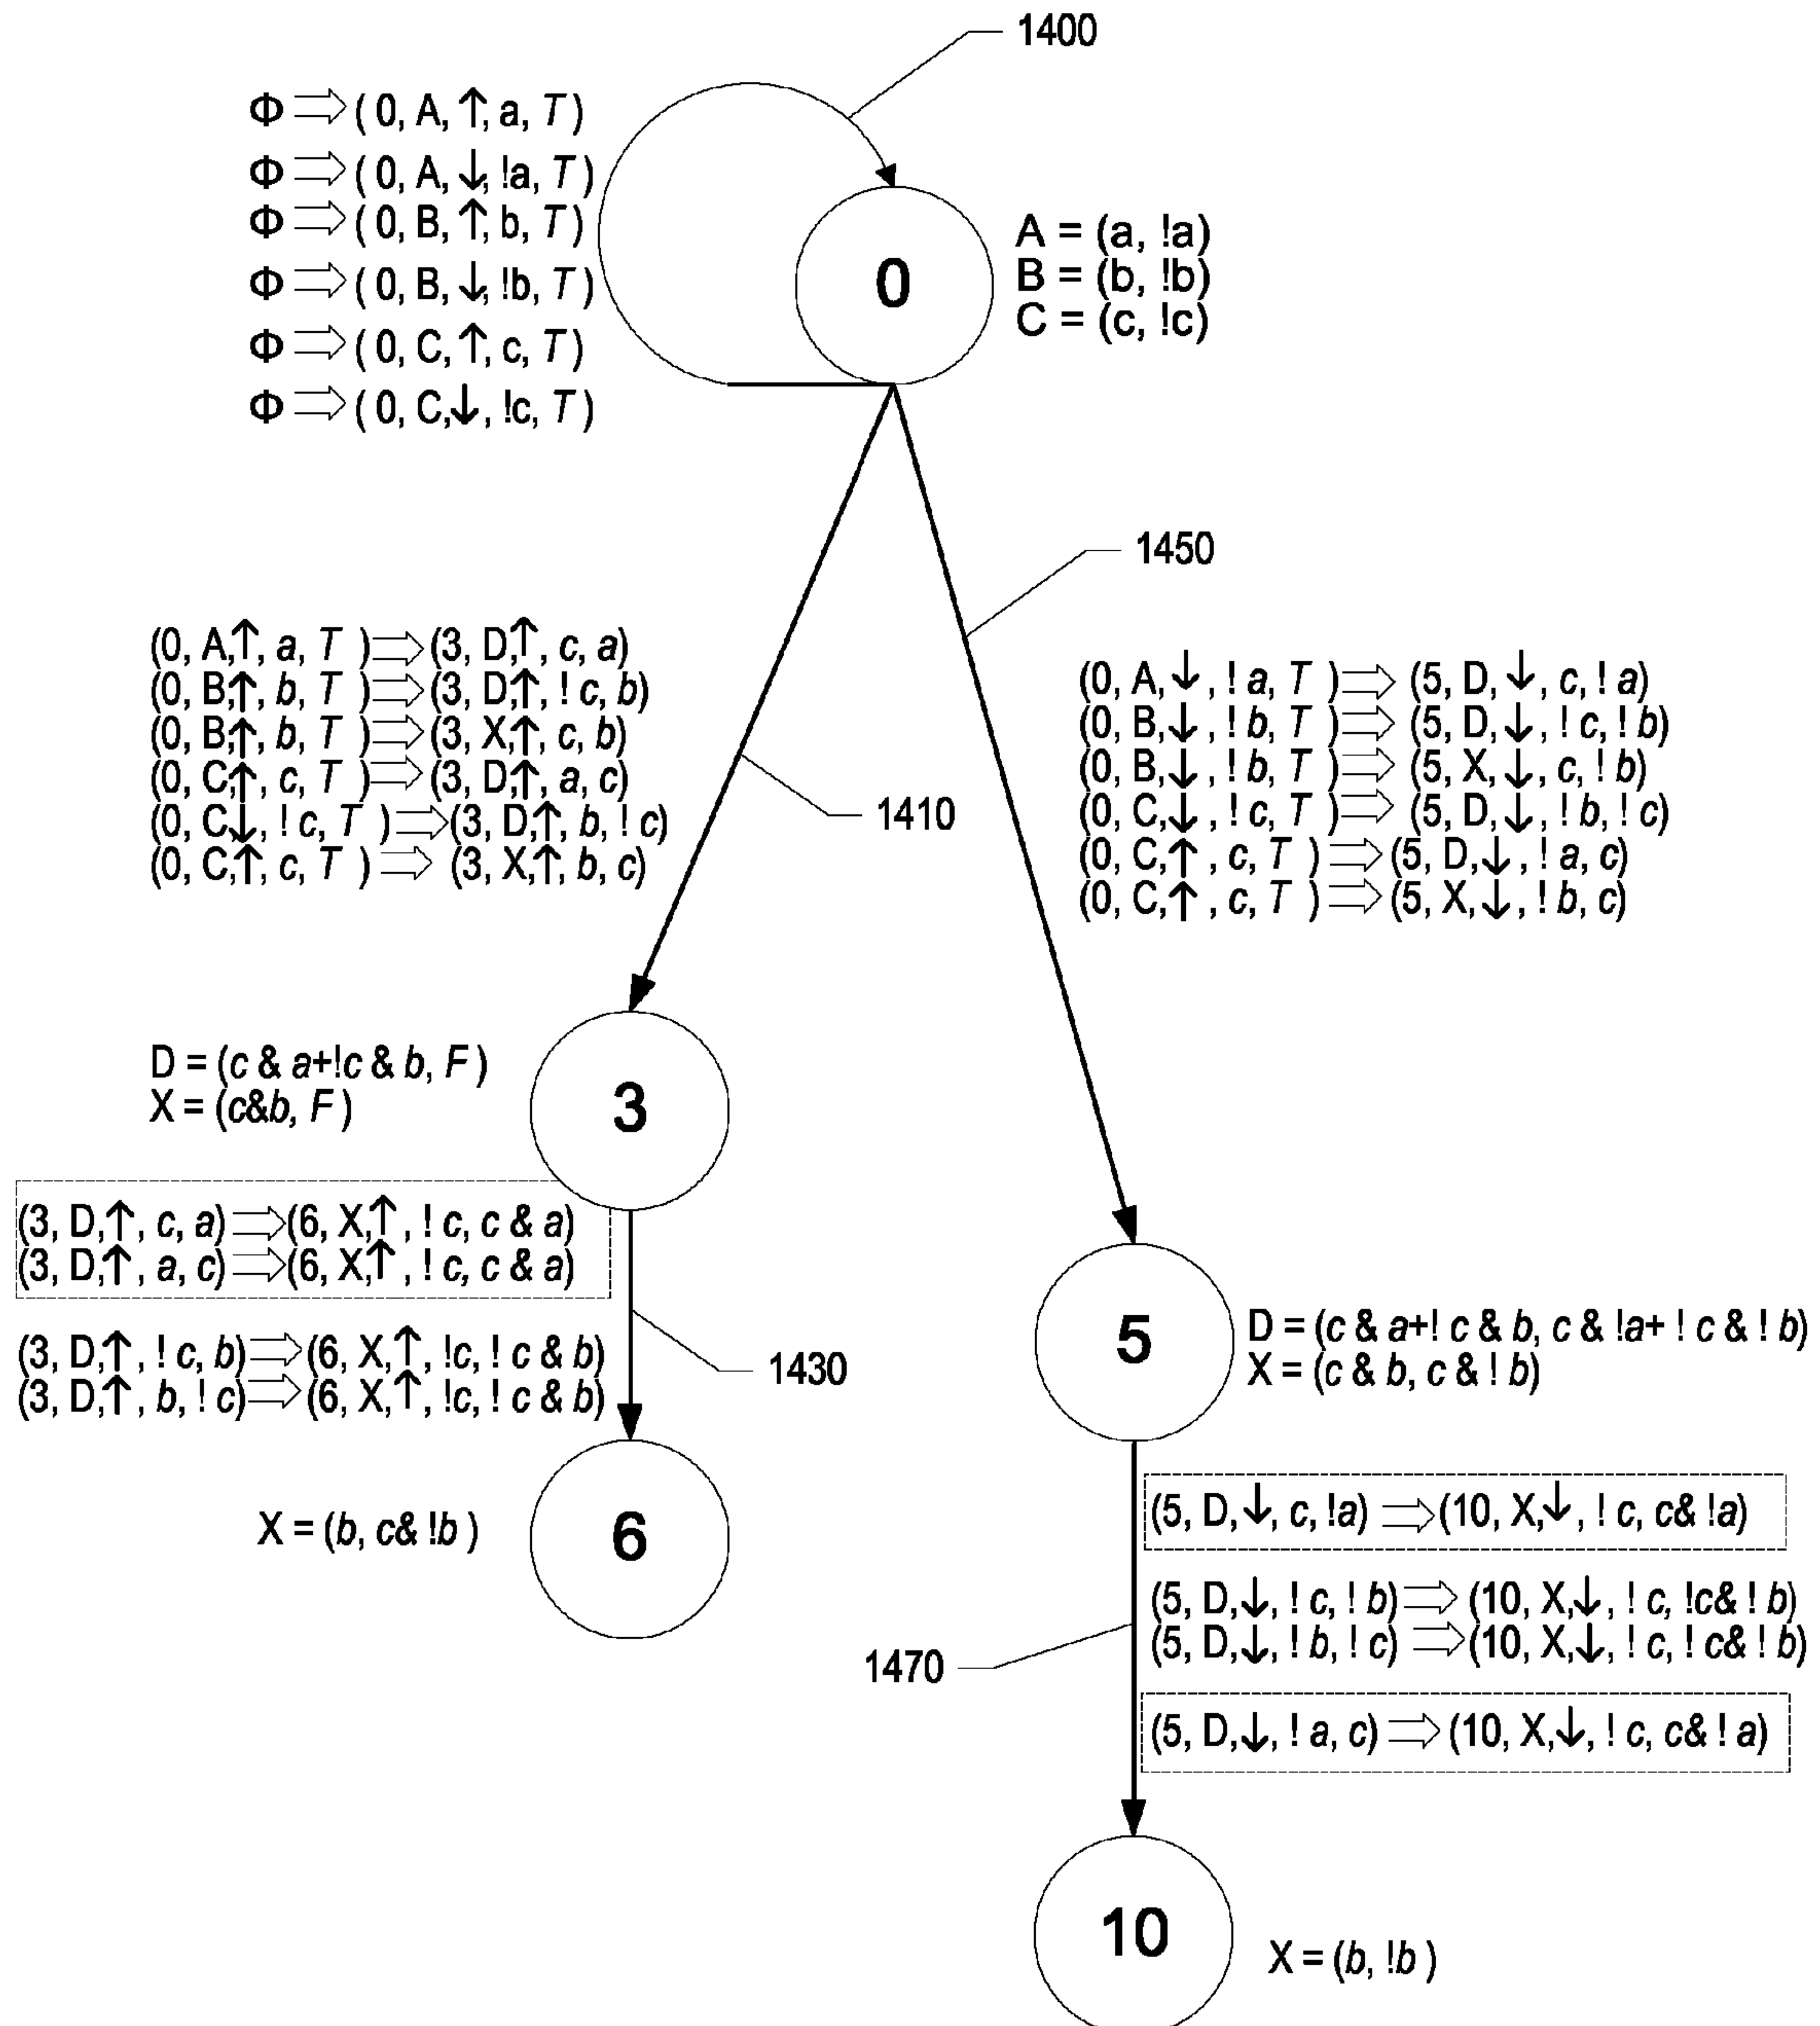 1400
Φ ⇒ ( 0, A, ↑, a, T )
Φ ⇒ ( 0, A, ↓, !a, T )
Φ ⇒ ( 0, B, ↑, b, T )
Φ ⇒ ( 0, B, ↓, !b, T )
Φ ⇒ ( 0, C, ↑, c, T )
Φ ⇒ ( 0, C, ↓, !c, T )
0
A = (a, !a)
B = (b, !b)
C = (c, !c)
1450
(0, A,↑, a, T ) ⇒ (3, D,↑, c, a)
(0, B,↑, b, T ) ⇒ (3, D,↑, ! c, b)
(0, B,↑, b, T ) ⇒ (3, X,↑, c, b)
(0, C,↑, c, T ) ⇒ (3, D,↑, a, c)
(0, C↓, ! c, T ) ⇒ (3, D,↑, b, ! c)
(0, C,↑, c, T ) ⇒ (3, X,↑, b, c)
1410
(0, A,↓, ! a, T ) ⇒ (5, D,↓, c, ! a)
(0, B,↓, ! b, T ) ⇒ (5, D,↓, ! c, ! b)
(0, B,↓, ! b, T ) ⇒ (5, X,↓, c, ! b)
(0, C,↓, ! c, T ) ⇒ (5, D,↓, ! b, ! c)
(0, C,↑, c, T ) ⇒ (5, D,↓, ! a, c)
(0, C,↑, c, T ) ⇒ (5, X,↓, ! b, c)
D = (c & a+!c & b, F )
X = (c&b, F )
3
(3, D,↑, c, a) ⇒ (6, X,↑, ! c, c & a)
(3, D,↑, a, c) ⇒ (6, X,↑, ! c, c & a)
(3, D,↑, ! c, b) ⇒ (6, X,↑, !c, ! c & b)
(3, D,↑, b, ! c) ⇒ (6, X,↑, !c, ! c & b)
1430
5
D = (c & a+! c & b, c & !a+ ! c & ! b)
X = (c & b, c & ! b)
X = (b, c& !b )
6
(5, D,↓, c, !a) ⇒ (10, X,↓, ! c, c& !a)
(5, D,↓, ! c, ! b) ⇒ (10, X,↓, ! c, !c& ! b)
(5, D,↓, ! b, ! c) ⇒ (10, X,↓, ! c, ! c& ! b)
1470
(5, D,↓, ! a, c) ⇒ (10, X,↓, ! c, c& ! a)
10
X = (b, !b )